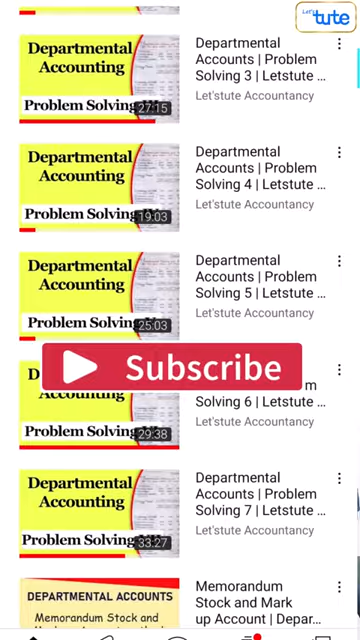 Let's
tute
Departmental
Accounting
Problem Solving
27:15
Departmental
Accounts | Problem
Solving 3 | Letstute ...
Let'stute Accountancy
Departmental
Accounting
Problem Solving
19:03
Departmental
Accounts | Problem
Solving 4 | Letstute ...
Let'stute Accountancy
Departmental
Accounting
Problem Solving
25:03
Departmental
Accounts | Problem
Solving 5 | Letstute ...
Let'stute Accountancy
Subscribe
Accounting
Problem Solving
29:38
Solving 6 | Letstute ...
Let'stute Accountancy
Departmental
Accounting
Problem Solving
33:27
Departmental
Accounts | Problem
Solving 7 | Letstute ...
Let'stute Accountancy
DEPARTMENTAL ACCOUNTS
Memorandum Stock and
Memorandum
Stock and Mark
up Account | Depar...